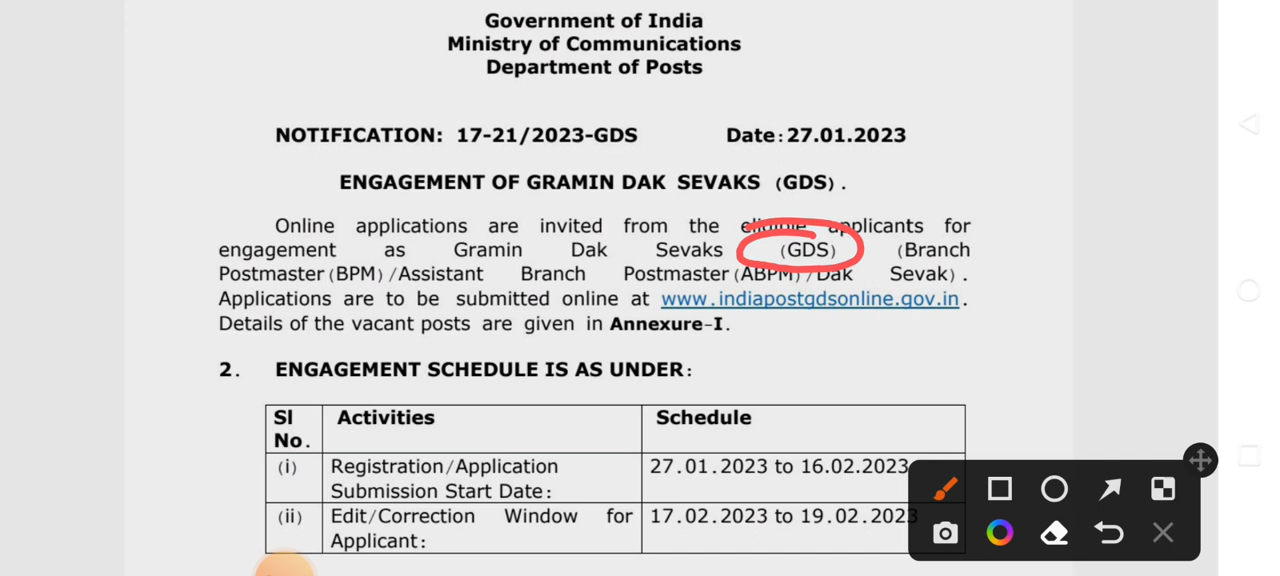 Government of India
Ministry of Communications
Department of Posts
NOTIFICATION: 17-21/2023-GDS Date:27.01.2023
ENGAGEMENT OF GRAMIN DAK SEVAKS (GDS).
Online applications are invited from the eligible applicants for
engagement as Gramin Dak Sevaks (GDS) (Branch
Postmaster(BPM)/Assistant Branch Postmaster(ABPM)/Dak Sevak).
Applications are to be submitted online at www.indiapostgdsonline.gov.in.
Details of the vacant posts are given in Annexure-I.
2. ENGAGEMENT SCHEDULE IS AS UNDER:
Sl No. Activities Schedule
(i) Registration/Application Submission Start Date: 27.01.2023 to 16.02.2023
(ii) Edit/Correction Window for Applicant: 17.02.2023 to 19.02.2023